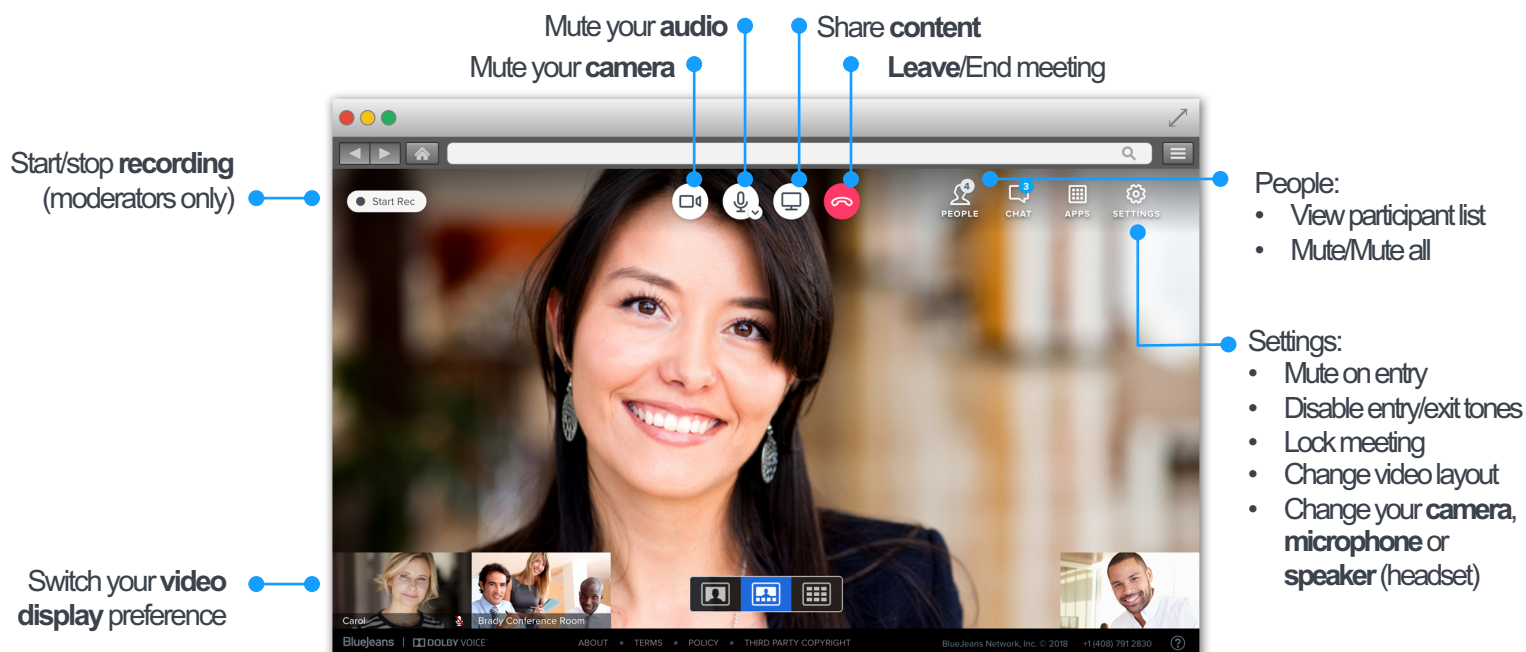 Mute your audio
Share content
Mute your camera
Leave/End meeting
Start/stop recording
(moderators only)
Start Rec
4
3
PEOPLE
CHAT
APPS
SETTINGS
People:
• View participant list
• Mute/Mute all
Settings:
• Mute on entry
• Disable entry/exit tones
• Lock meeting
• Change video layout
• Change your camera,
microphone or
speaker (headset)
Switch your video
display preference
Carol
Brady Conference Room
BlueJeans | DOLBY VOICE
ABOUT • TERMS • POLICY • THIRD PARTY COPYRIGHT
BlueJeans Network, Inc. © 2018 +1 (408) 791 2830 ?